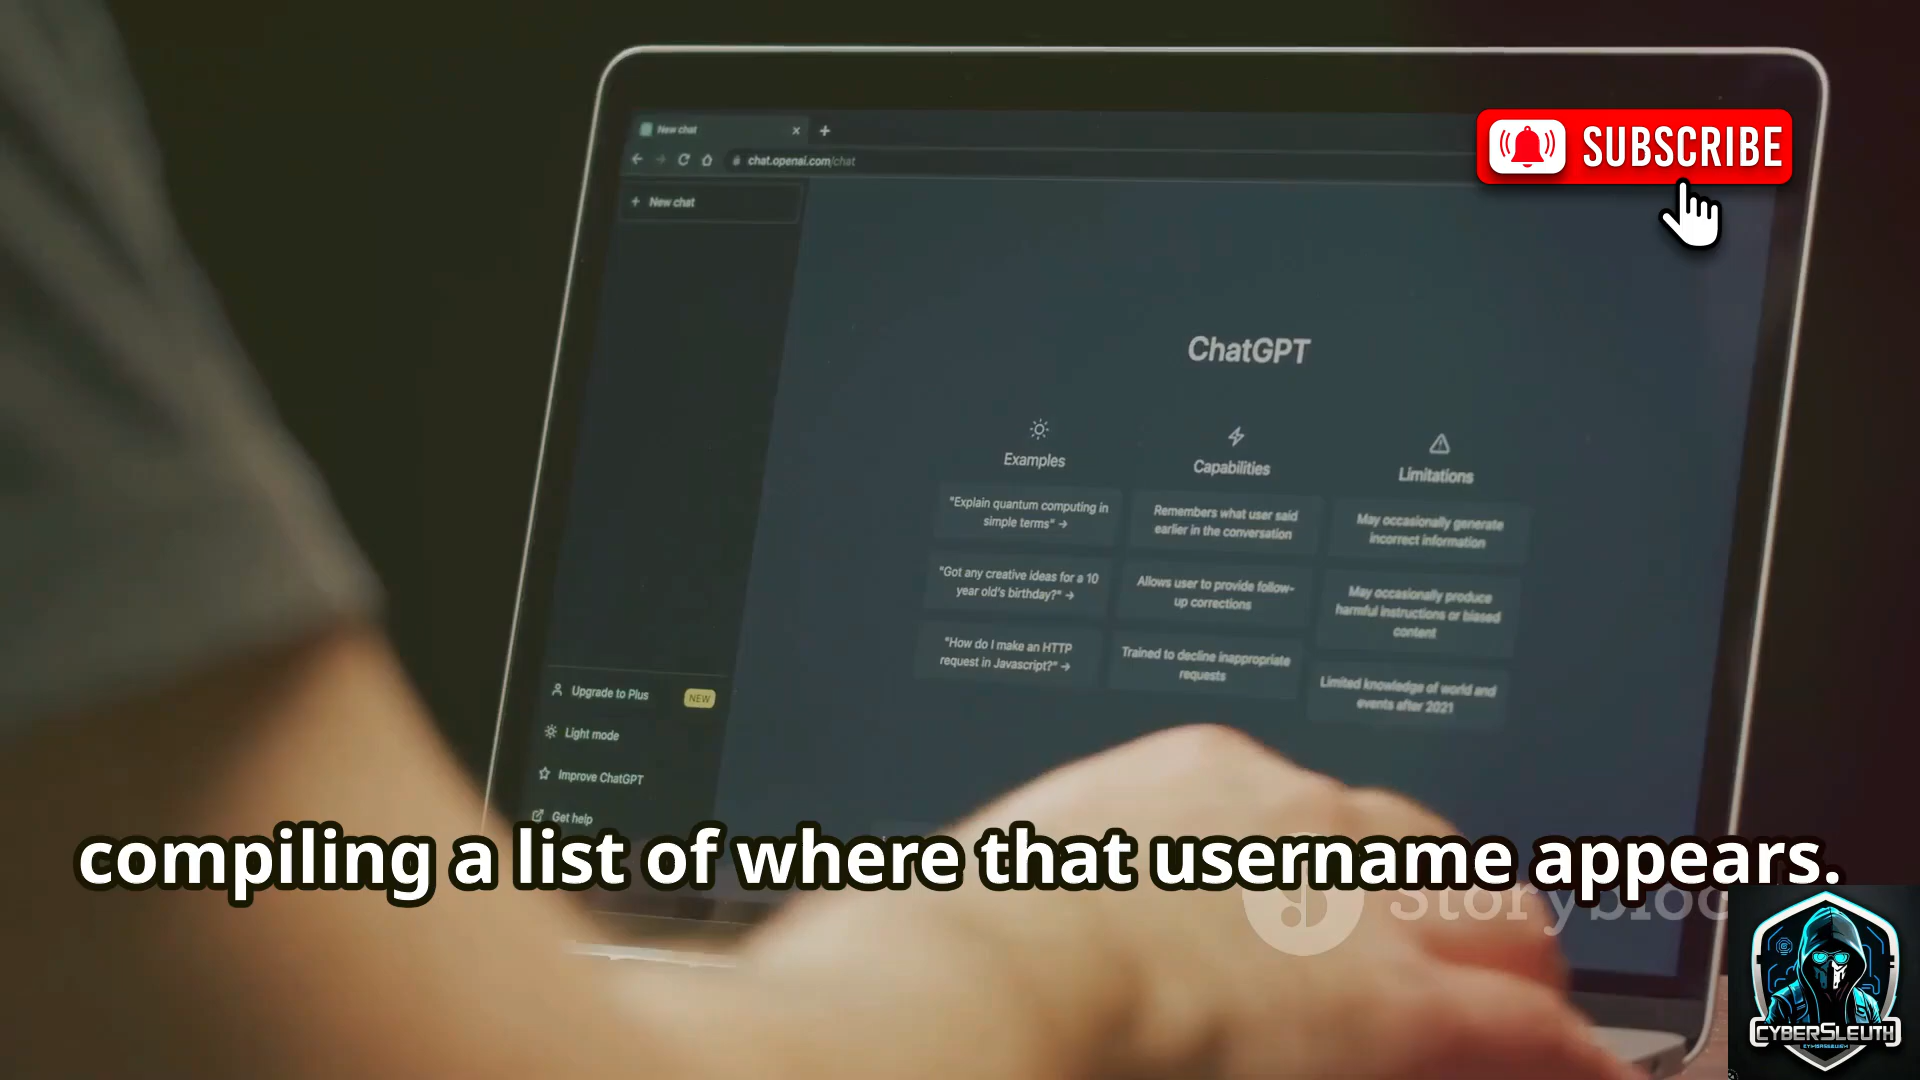 New chat
chat.openai.com/chat
SUBSCRIBE
New chat
ChatGPT
Examples
"Explain quantum computing in
simple terms" →
"Got any creative ideas for a 10
year old's birthday?" →
"How do I make an HTTP
request in Javascript?" →
Capabilities
Remembers what user said
earlier in the conversation
Allows user to provide follow-
up corrections
Trained to decline inappropriate
requests
Limitations
May occasionally generate
incorrect information
May occasionally produce
harmful instructions or biased
content
Limited knowledge of world and
events after 2021
Upgrade to Plus NEW
Light mode
Improve ChatGPT
Get help
compiling a list of where that username appears.
CYBERSLEUTH